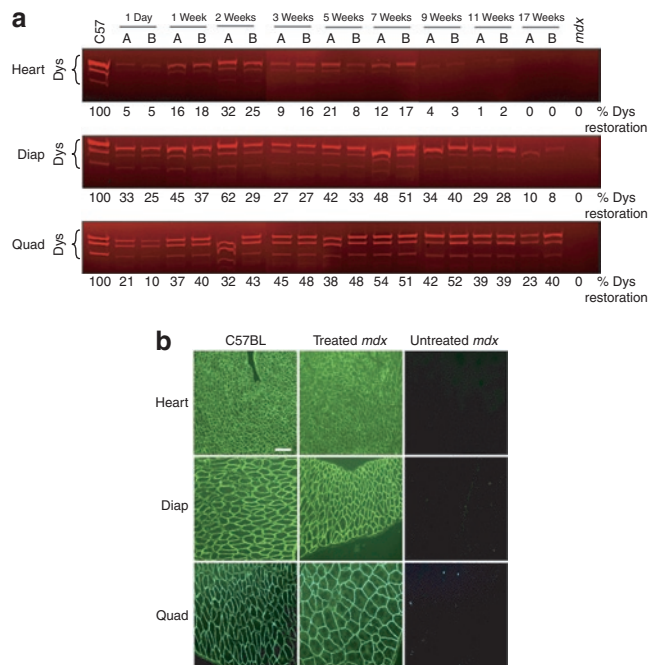 a
C57
1 Day 1 Week 2 Weeks 3 Weeks 5 Weeks 7 Weeks 9 Weeks 11 Weeks 17 Weeks
A B A B A B A B A B A B A B A B A B mdx
Heart Dys
100 5 5 16 18 32 25 9 16 21 8 12 17 4 3 1 2 0 0 0 % Dys restoration
Diap Dys
100 33 25 45 37 62 29 27 27 42 33 48 51 34 40 29 28 10 8 0 % Dys restoration
Quad Dys
100 21 10 37 40 32 43 45 48 38 48 54 51 42 52 39 39 23 40 0 % Dys restoration
b
C57BL Treated mdx Untreated mdx
Heart
Diap
Quad